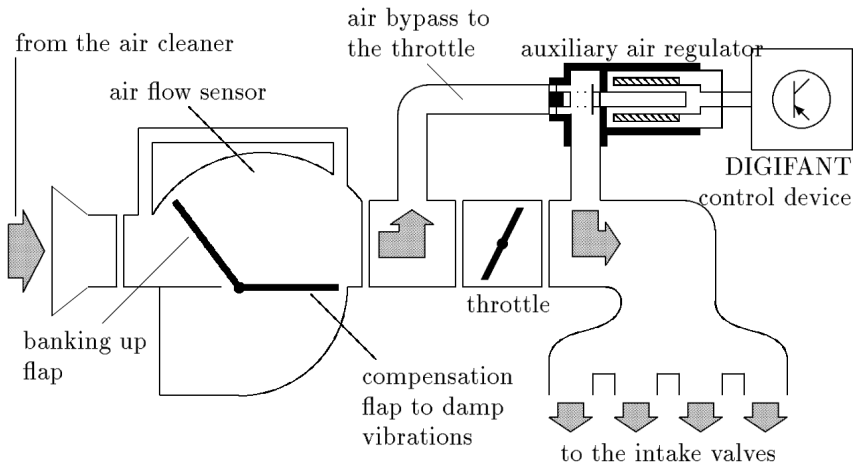 from the air cleaner
air bypass to
the throttle
auxiliary air regulator
air flow sensor
DIGIFANT
control device
throttle
banking up
flap
compensation
flap to damp
vibrations
to the intake valves